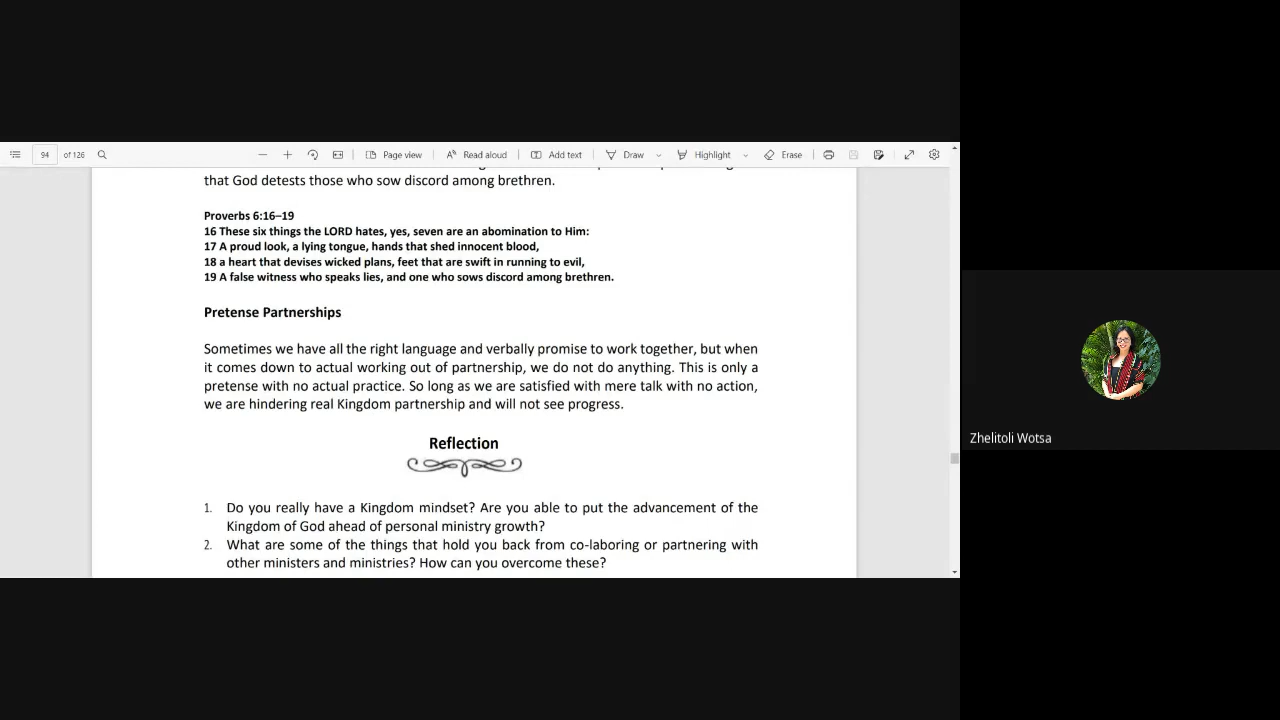 94 of 126 Page view Read aloud Add text Draw Highlight Erase
that God detests those who sow discord among brethren.
Proverbs 6:16–19
16 These six things the LORD hates, yes, seven are an abomination to Him:
17 A proud look, a lying tongue, hands that shed innocent blood,
18 a heart that devises wicked plans, feet that are swift in running to evil,
19 A false witness who speaks lies, and one who sows discord among brethren.
Pretense Partnerships
Sometimes we have all the right language and verbally promise to work together, but when
it comes down to actual working out of partnership, we do not do anything. This is only a
pretense with no actual practice. So long as we are satisfied with mere talk with no action,
we are hindering real Kingdom partnership and will not see progress.
Reflection
1. Do you really have a Kingdom mindset? Are you able to put the advancement of the
Kingdom of God ahead of personal ministry growth?
2. What are some of the things that hold you back from co-laboring or partnering with
other ministers and ministries? How can you overcome these?
Zhelitoli Wotsa